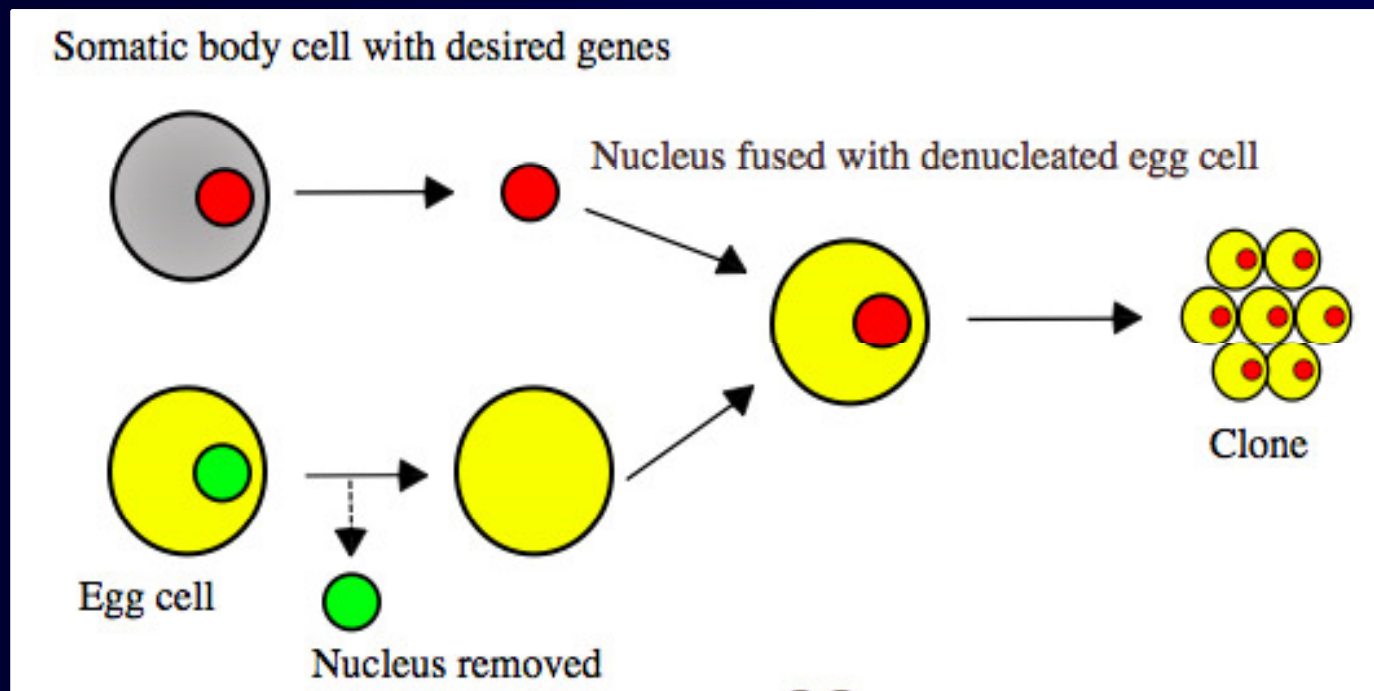 Somatic body cell with desired genes
Nucleus fused with denucleated egg cell
Clone
Egg cell
Nucleus removed